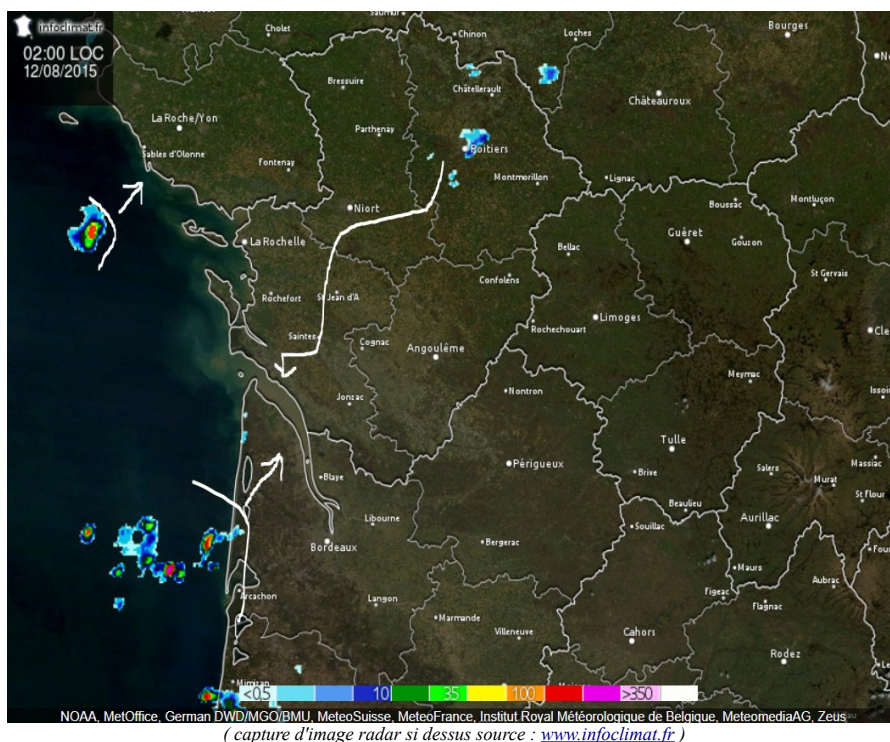 infoclimat.fr
Saumur
Cholet
Chinon
Loches
Bourges
02:00 LOC
12/08/2015
Bressuire
Châtellerault
Châteauroux
La Roche/Yon
Parthenay
Poitiers
Sables d'Olonne
Fontenay
Montmorillon
Lignac
Boussac
Montluçon
Niort
La Rochelle
Bellac
Guéret
Gouzon
Confolens
St Gervais
Rochefort
St Jean d'A
Limoges
Rochechouart
Saintes
Cognac
Angoulême
Meymac
Nontron
Jonzac
Tulle
Périgueux
Brive
Salers
Massiac
Murat
Blaye
St Flour
Beaulieu
Libourne
Souillac
Aurillac
Bordeaux
Bergerac
Maurs
Aubrac
Arcachon
Langon
Figeac
Flagnac
Marmande
Villeneuve
Cahors
Rodez
Mimizan
<0.5 10 35 100 >350
NOAA, MetOffice, German DWD/MGO/BMU, MeteoSuisse, MeteoFrance, Institut Royal Météorologique de Belgique, MeteomediaAG, Zeus
( capture d'image radar si dessus source : www.infoclimat.fr )